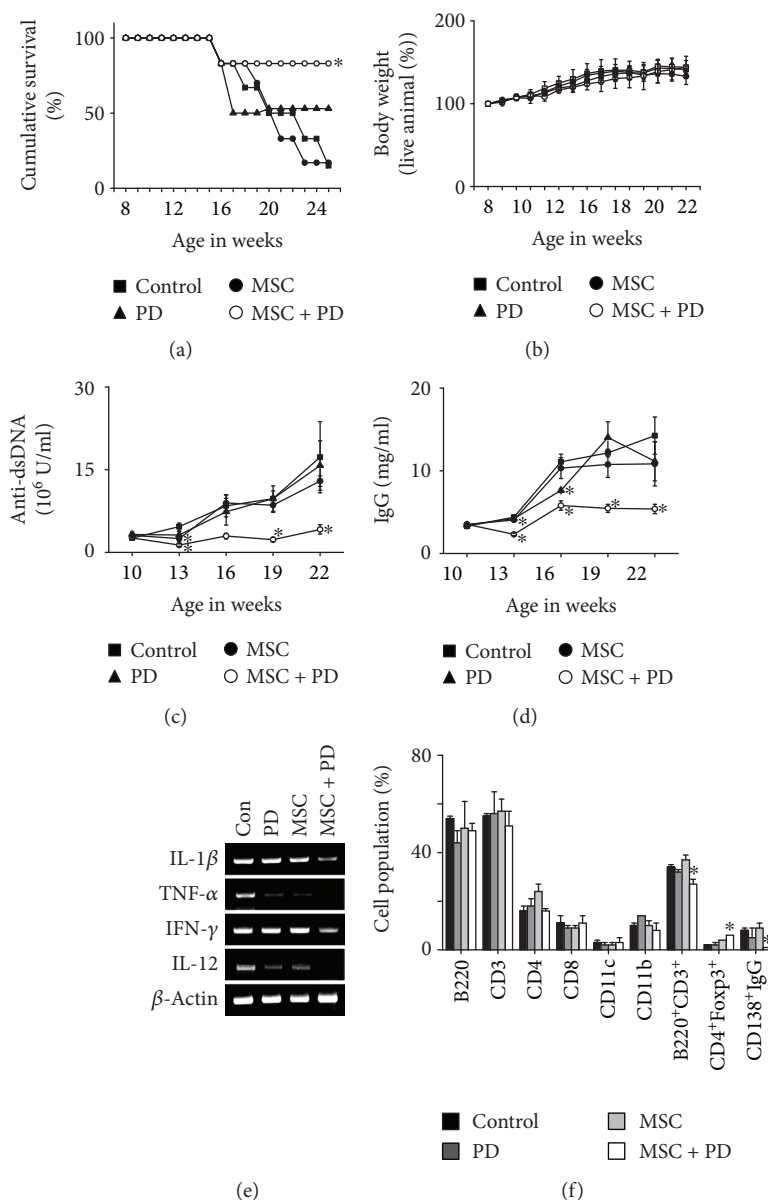 100
50
0
Cumulative survival
(%)
*
8 12 16 20 24
Age in weeks
Control MSC
PD MSC + PD
(a)
200
100
0
Body weight
(live animal (%))
8 10 12 14 16 18 20 22
Age in weeks
Control MSC
PD MSC + PD
(b)
30
15
0
Anti-dsDNA
(10⁶ U/ml)
* * * *
10 13 16 19 22
Age in weeks
Control MSC
PD MSC + PD
(c)
20
10
0
IgG (mg/ml)
* * * * * *
10 13 16 19 22
Age in weeks
Control MSC
PD MSC + PD
(d)
Con PD MSC MSC + PD
IL-1β
TNF-α
IFN-γ
IL-12
β-Actin
(e)
80
40
0
Cell population (%)
* * *
B220
CD3
CD4
CD8
CD11c
CD11b
B220⁺CD3⁺
CD4⁺Foxp3⁺
CD138⁺IgG
Control MSC
PD MSC + PD
(f)